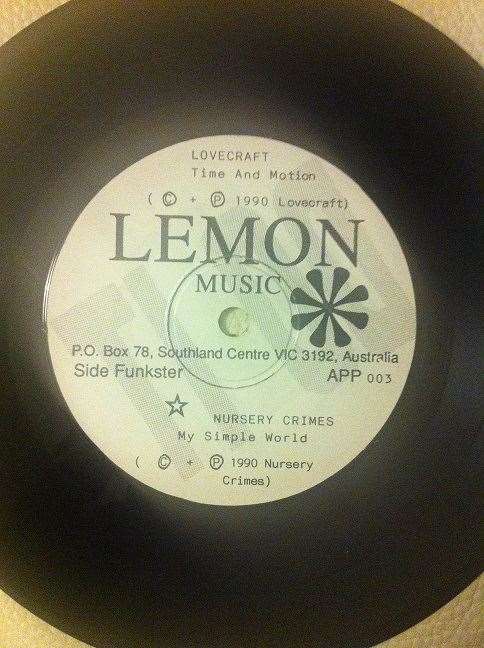 LOVECRAFT
Time And Motion
( © + ℗ 1990 Lovecraft)
LEMON
MUSIC
P.O. Box 78, Southland Centre VIC 3192, Australia
Side Funkster
APP 003
NURSERY CRIMES
My Simple World
( © + ℗ 1990 Nursery
Crimes)